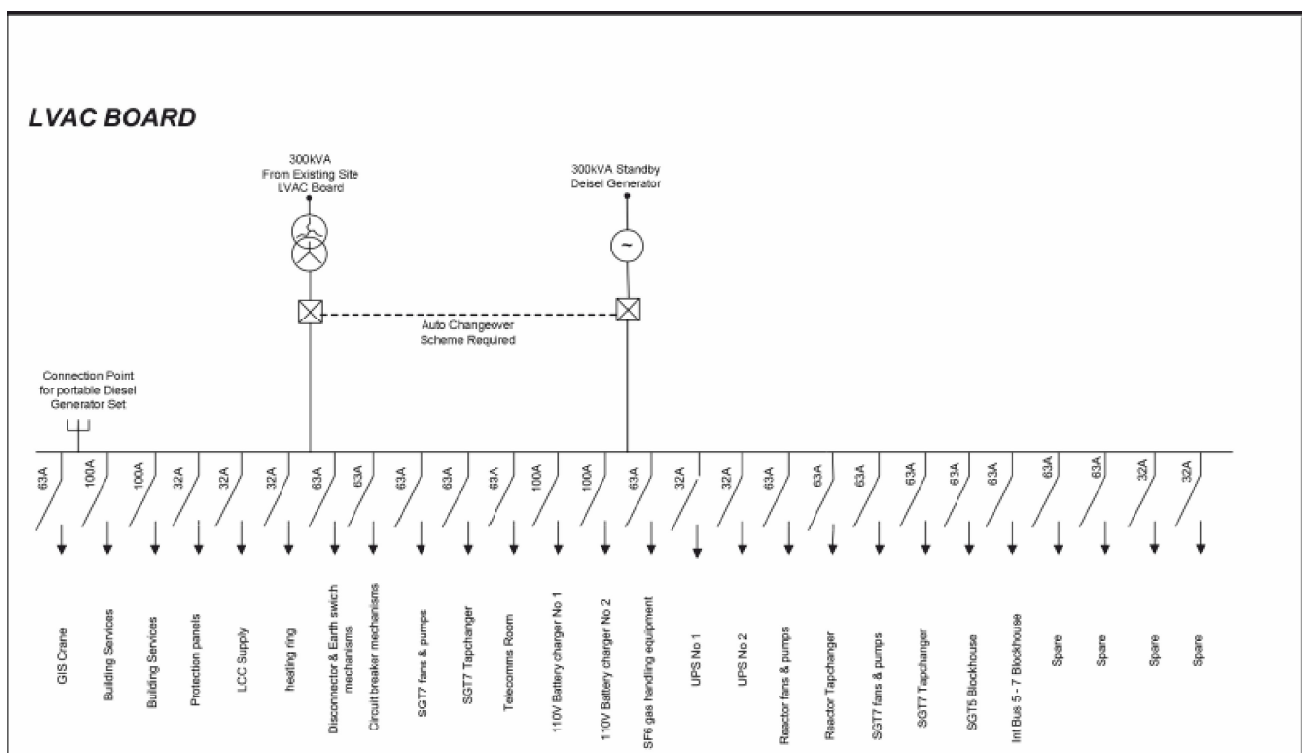 LVAC BOARD
300kVA
From Existing Site
LVAC Board
300kVA Standby
Deisel Generator
~
Auto Changeover
Scheme Required
Connection Point
for portable Diesel
Generator Set
63A
100A
100A
32A
32A
32A
63A
63A
63A
63A
63A
100A
100A
63A
32A
32A
63A
63A
63A
63A
63A
63A
63A
63A
32A
32A
GIS Crane
Building Services
Building Services
Protection panels
LCC Supply
heating ring
Disconnector & Earth swich
mechanisms
Circuit breaker mechanisms
SGT7 fans & pumps
SGT7 Tapchanger
Telecomms Room
110V Battery charger No 1
110V Battery charger No 2
SF6 gas handling equipment
UPS No 1
UPS No 2
Reactor fans & pumps
Reactor Tapchanger
SGT7 fans & pumps
SGT7 Tapchanger
SGT5 Blockhouse
Int Bus 5 - 7 Blockhouse
Spare
Spare
Spare
Spare